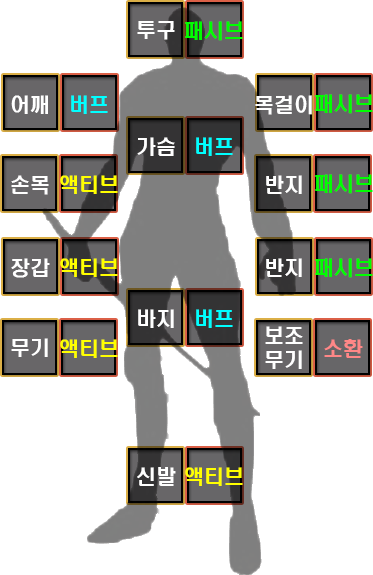 투구 패시브
어깨 버프
목걸이 패시브
가슴 버프
손목 액티브
반지 패시브
장갑 액티브
반지 패시브
바지 버프
무기 액티브
보조
무기
소환
신발 액티브